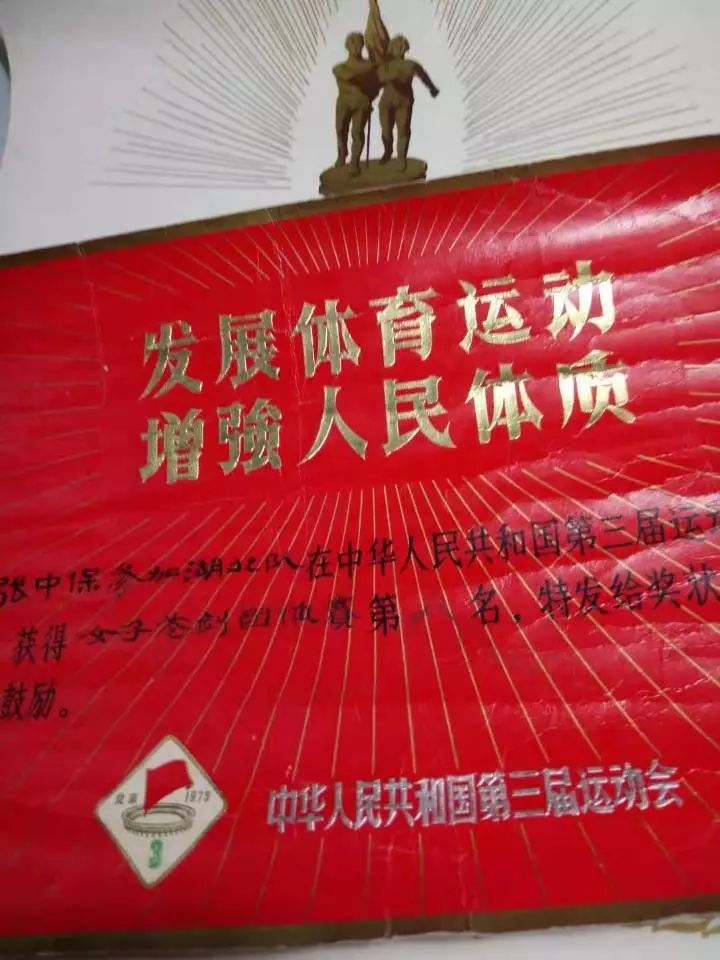 发展体育运动
增強人民体质
张中保参加湖北队在中华人民共和国第三届运
获得 女子花剑团体赛第 名，特发给奖状
鼓励。
北京 1975
3
中华人民共和国第三届运动会